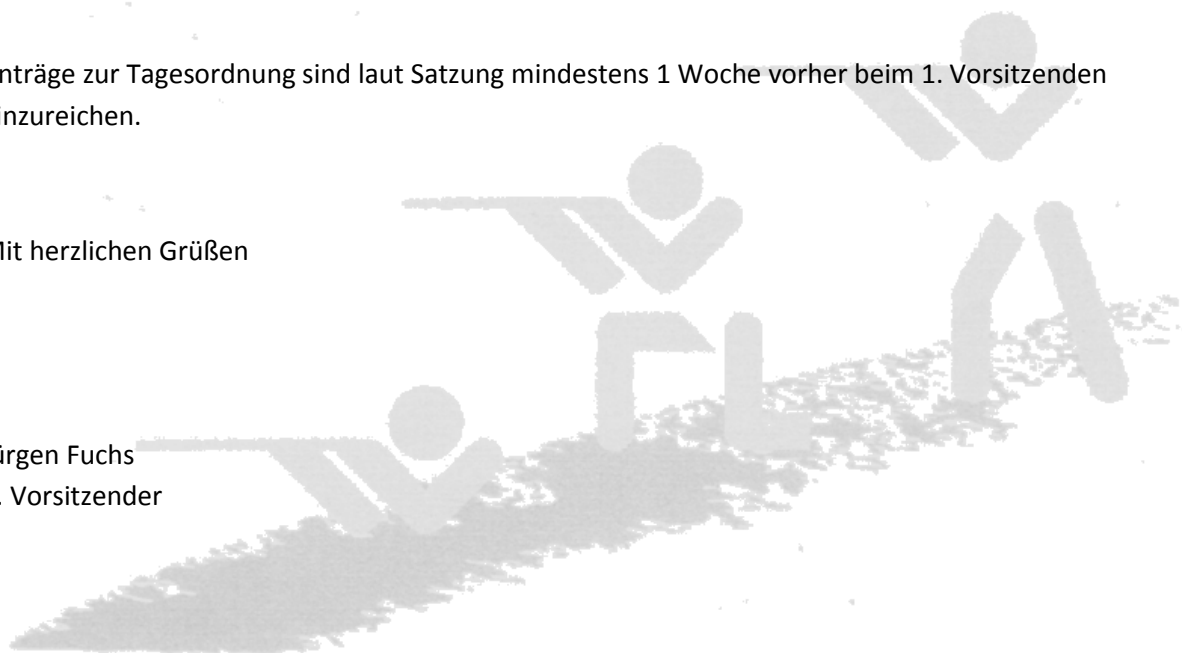 nträge zur Tagesordnung sind laut Satzung mindestens 1 Woche vorher beim 1. Vorsitzenden
inzureichen.
Mit herzlichen Grüßen
ürgen Fuchs
. Vorsitzender